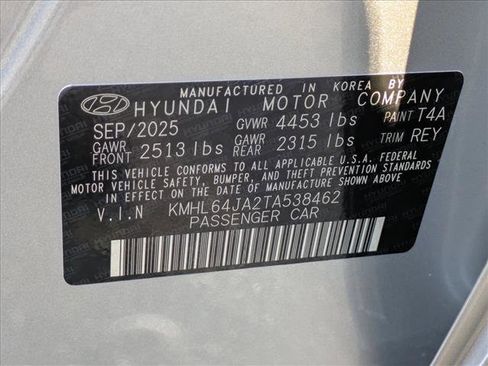 MANUFACTURED IN KOREA BY
HYUNDAI MOTOR COMPANY
SEP/2025 GVWR 4453 lbs PAINT T4A
GAWR FRONT 2513 lbs GAWR REAR 2315 lbs TRIM REY
THIS VEHICLE CONFORMS TO ALL APPLICABLE U.S.A. FEDERAL
MOTOR VEHICLE SAFETY, BUMPER, AND THEFT PREVENTION STANDARDS
IN EFFECT ON THE DATE OF MANUFACTURE SHOWN ABOVE.
V.I.N KMHL64JA2TA538462
PASSENGER CAR